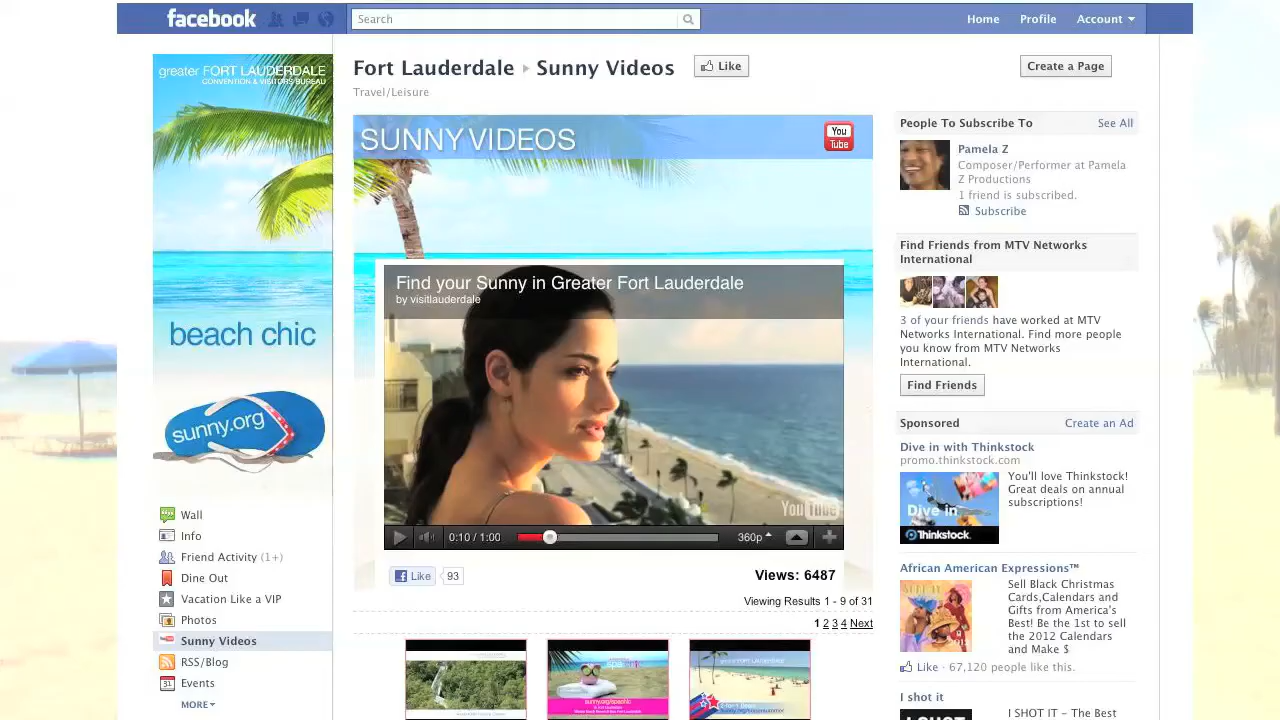 facebook
Search
Home
Profile
Account
greater FORT LAUDERDALE
CONVENTION & VISITORS BUREAU
beach chic
sunny.org
Wall
Info
Friend Activity (1+)
Dine Out
Vacation Like a VIP
Photos
Sunny Videos
RSS/Blog
Events
MORE
Fort Lauderdale
Sunny Videos
Like
Create a Page
Travel/Leisure
SUNNY VIDEOS
You
Tube
Find your Sunny in Greater Fort Lauderdale
by visitlauderdale
YouTube
0:10 / 1:00
360p
Like
93
Views: 6487
Viewing Results 1 - 9 of 31
1 2 3 4 Next
greater FORT LAUDERDALE
People To Subscribe To
See All
Pamela Z
Composer/Performer at Pamela
Z Productions
1 friend is subscribed.
Subscribe
Find Friends from MTV Networks
International
3 of your friends have worked at MTV
Networks International. Find more people
you know from MTV Networks
International.
Find Friends
Sponsored
Create an Ad
Dive in with Thinkstock
promo.thinkstock.com
Dive in
Thinkstock
You'll love Thinkstock!
Great deals on annual
subscriptions!
African American Expressions™
Sell Black Christmas
Cards,Calendars and
Gifts from America's
Best! Be the 1st to sell
the 2012 Calendars
and Make $
Like · 67,120 people like this.
I shot it
I SHOT IT – The Best